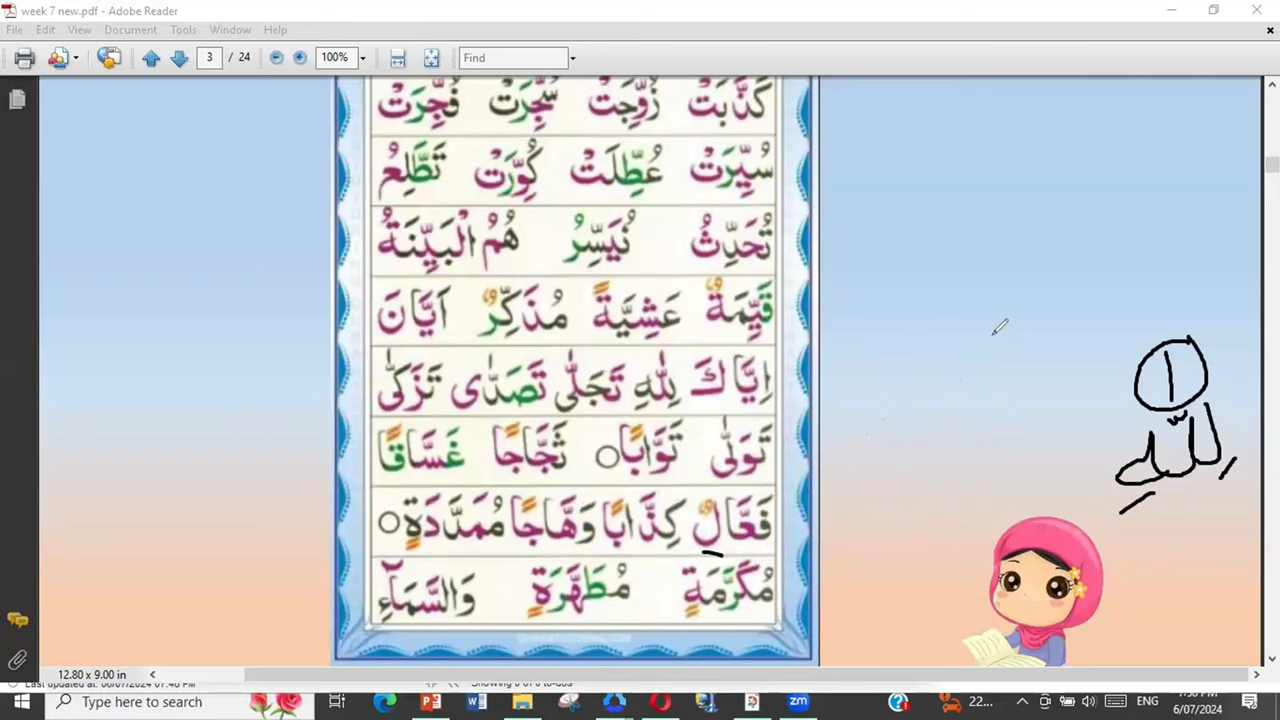 week 7 new.pdf - Adobe Reader
File Edit View Document Tools Window Help
3 / 24 100% Find
كَذَّبَتْ زُوِّجَتْ سُجِّرَتْ فُجِّرَتْ
سُيِّرَتْ عُطِّلَتْ كُوِّرَتْ تَطَّلِعُ
تُحَدِّثُ نُيَسِّرُ هُمُ الْبَيِّنَةُ
قَيِّمَةٌ عَشِيَّةً مُذَكِّرٌ اَيَّانَ
اِيَّاكَ لِلّٰهِ تَجَلّٰى تَصَدّٰى تَزَكّٰى
تَوَلّٰى تَوَّابًا ثَجَّاجًا غَسَّاقًا
فَعَّالٌ كِذَّابًا وَهَّاجًا مُمَدَّدَةٍ
مُكَرَّمَةٍ مُطَهَّرَةٍ وَالسَّمَآءِ
12.80 x 9.00 in
Type here to search
22... ENG
6/07/2024